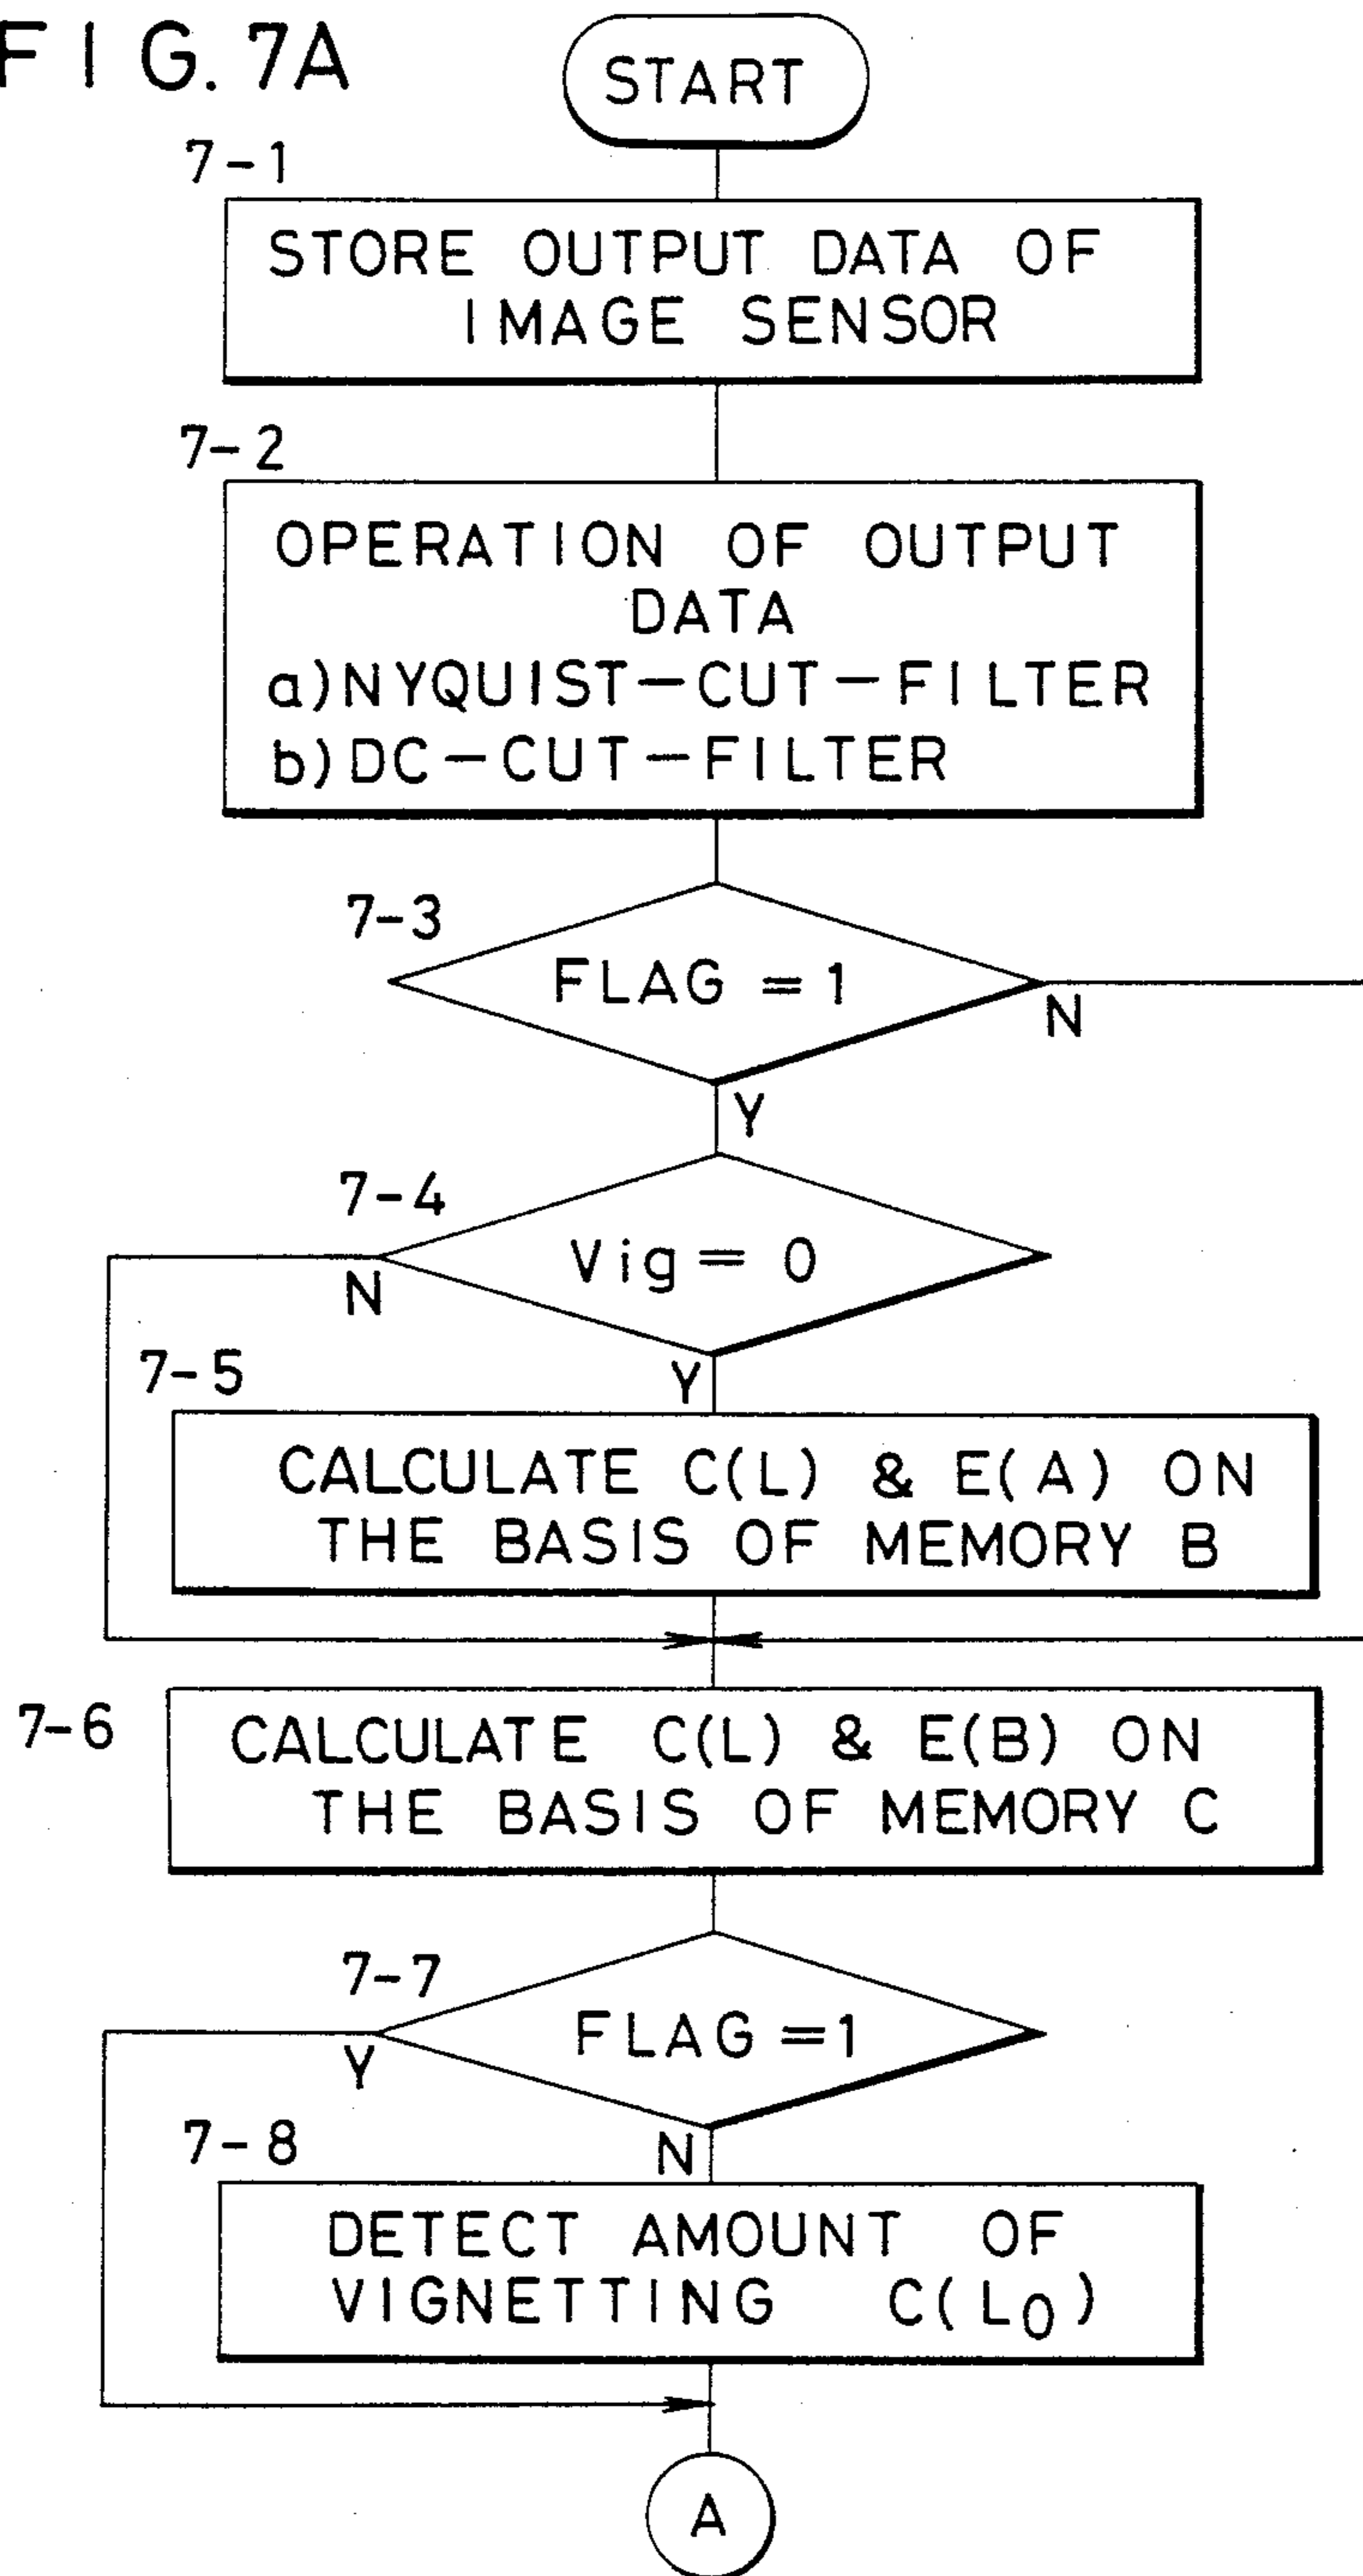 FIG. 7A
START
7-1
STORE OUTPUT DATA OF
IMAGE SENSOR
7-2
OPERATION OF OUTPUT
DATA
a) NYQUIST-CUT-FILTER
b) DC-CUT-FILTER
7-3
FLAG = 1
N
Y
7-4
Vig = 0
N
Y
7-5
CALCULATE C(L) & E(A) ON
THE BASIS OF MEMORY B
7-6
CALCULATE C(L) & E(B) ON
THE BASIS OF MEMORY C
7-7
FLAG = 1
Y
N
7-8
DETECT AMOUNT OF
VIGNETTING C(L0)
A